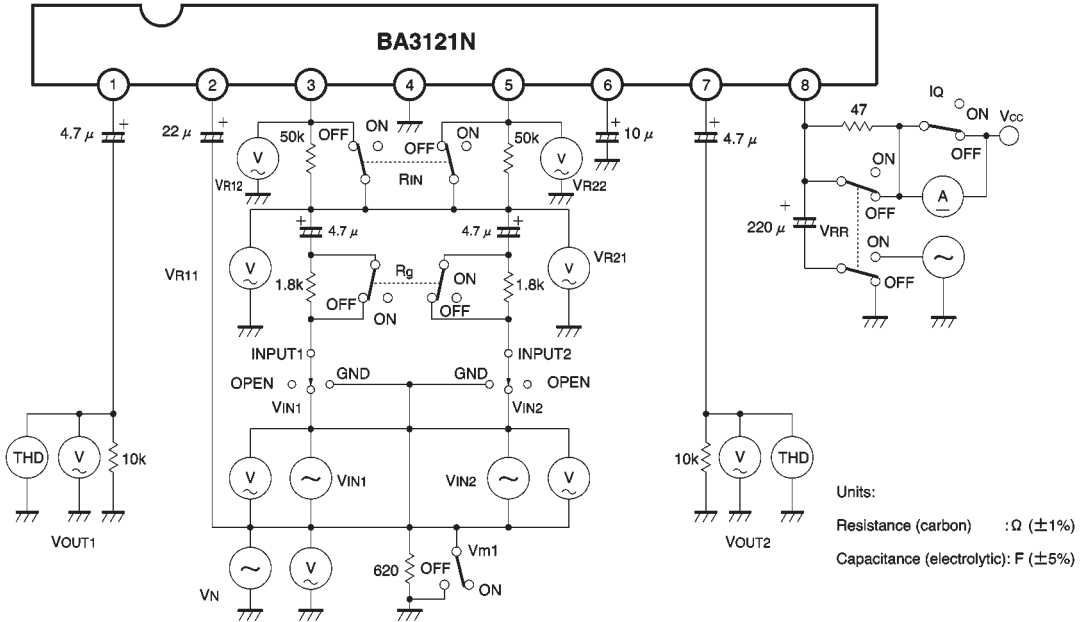 BA3121N
1 2 3 4 5 6 7 8
4.7 μ
+
22 μ
+
50k
OFF
ON
ON
OFF
50k
+
10 μ
+
4.7 μ
47
IQ
ON
VCC
OFF
V
VR12
RIN
V
VR22
ON
OFF
A
+
4.7 μ
4.7 μ
+
+
220 μ
VRR
VR11
V
Rg
ON
V
VR21
ON
1.8k
OFF
ON
OFF
1.8k
OFF
INPUT1
INPUT2
OPEN
GND
GND
OPEN
VIN1
VIN2
THD
V
10k
V
VIN1
VIN2
V
10k
V
THD
VOUT1
VOUT2
Units:
Resistance (carbon) : Ω (±1%)
Capacitance (electrolytic): F (±5%)
VN
V
620
OFF
Vm1
ON